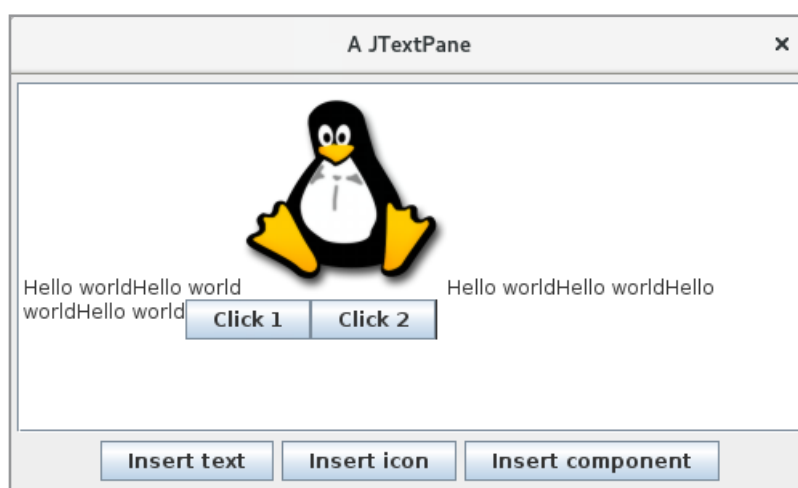 A JTextPane
Hello worldHello world Hello worldHello worldHello
worldHello world Click 1 Click 2
Insert text Insert icon Insert component